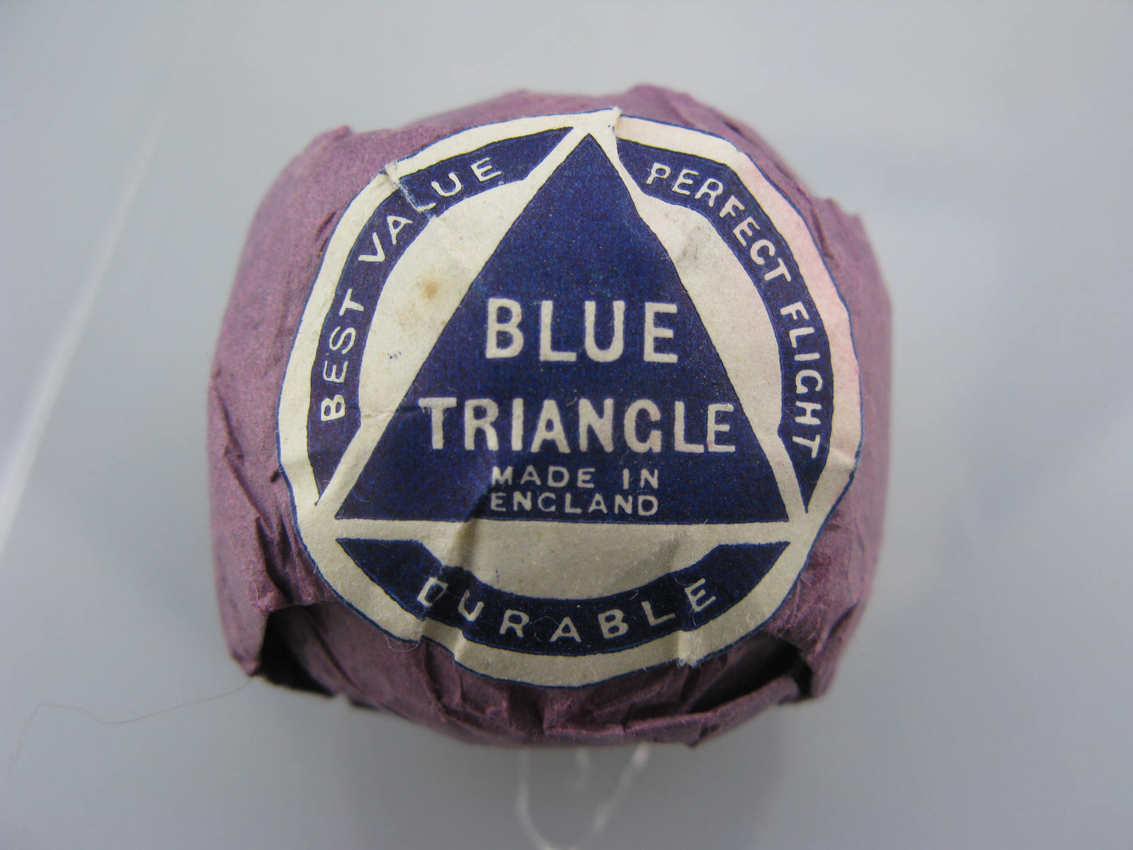 BEST VALUE
PERFECT FLIGHT
BLUE
TRIANGLE
MADE IN
ENGLAND
DURABLE